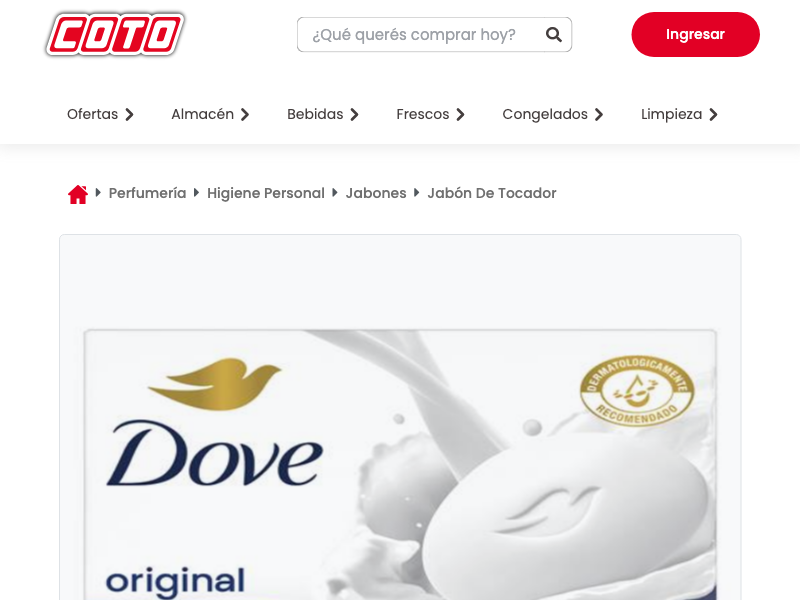 COTO
¿Qué querés comprar hoy?
Ingresar
Ofertas Almacén Bebidas Frescos Congelados Limpieza
Perfumería Higiene Personal Jabones Jabón De Tocador
DERMATOLOGICAMENTE
RECOMENDADO
Dove
original